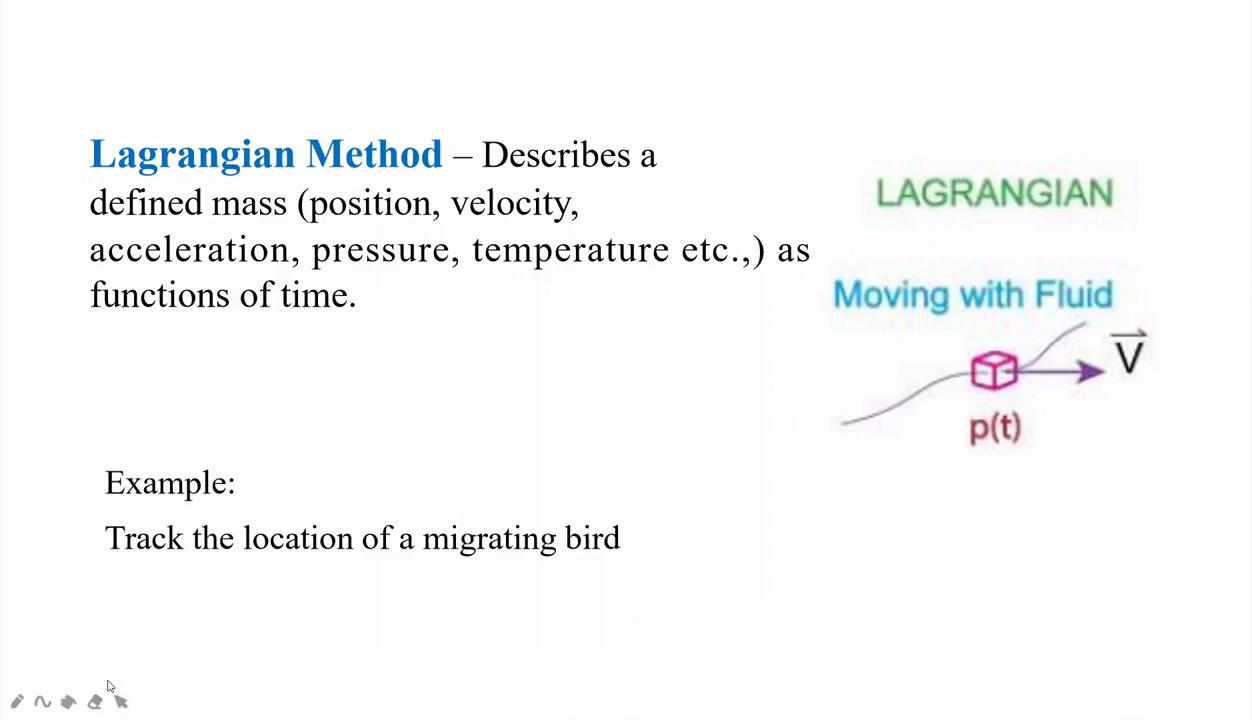 Lagrangian Method – Describes a
defined mass (position, velocity,
acceleration, pressure, temperature etc.,) as
functions of time.
LAGRANGIAN
Moving with Fluid
V
p(t)
Example:
Track the location of a migrating bird